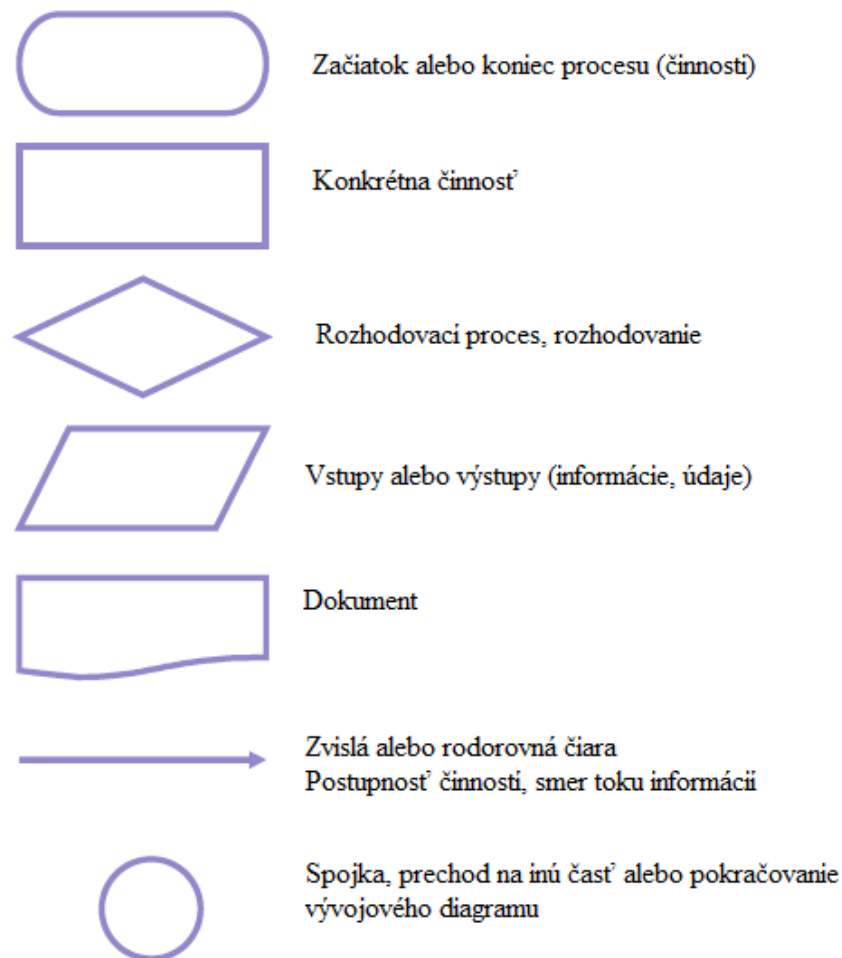 Začiatok alebo koniec procesu (činnosti)
Konkrétna činnosť
Rozhodovací proces, rozhodovanie
Vstupy alebo výstupy (informácie, údaje)
Dokument
Zvislá alebo rodorovná čiara
Postupnosť činností, smer toku informácií
Spojka, prechod na inú časť alebo pokračovanie
vývojového diagramu